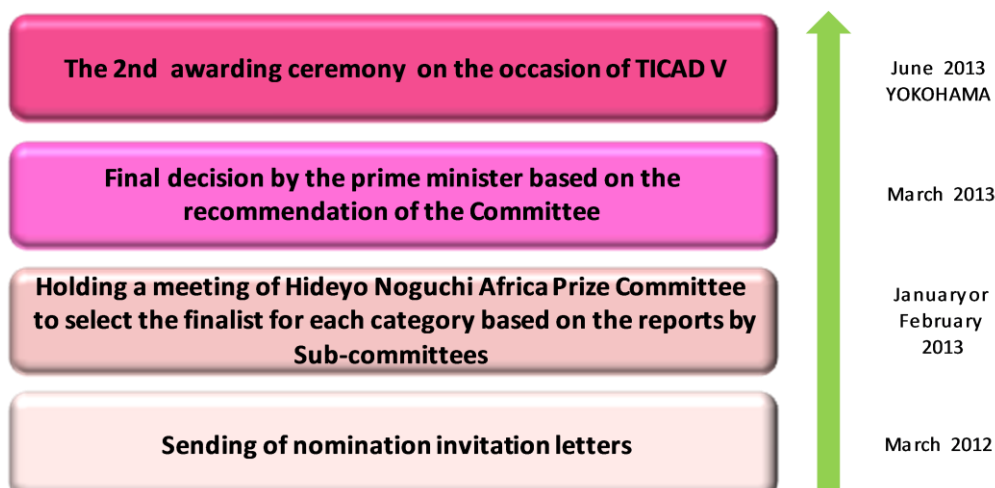 The 2nd awarding ceremony on the occasion of TICAD V
June 2013
YOKOHAMA
Final decision by the prime minister based on the
recommendation of the Committee
March 2013
Holding a meeting of Hideyo Noguchi Africa Prize Committee
to select the finalist for each category based on the reports by
Sub-committees
January or
February
2013
Sending of nomination invitation letters
March 2012